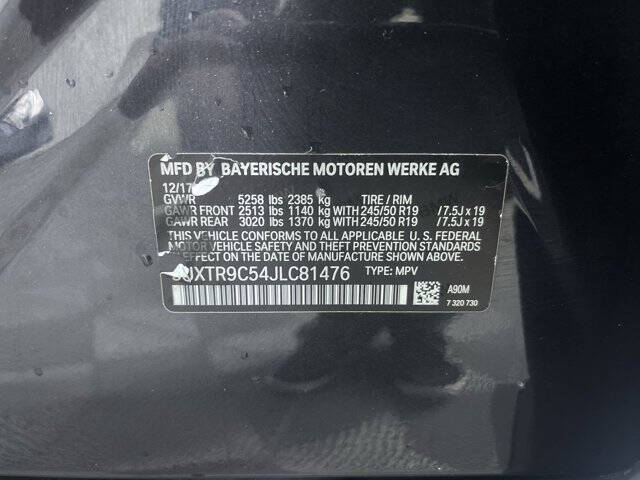 MFD BY BAYERISCHE MOTOREN WERKE AG
12/17
GVWR 5258 lbs 2385 kg TIRE / RIM
GAWR FRONT 2513 lbs 1140 kg WITH 245/50 R19 /7.5J x 19
GAWR REAR 3020 lbs 1370 kg WITH 245/50 R19 /7.5J x 19
THIS VEHICLE CONFORMS TO ALL APPLICABLE U. S. FEDERAL
MOTOR VEHICLE SAFETY AND THEFT PREVENTION STANDARDS
IN EFFECT ON THE DATE OF MANUFACTURE SHOWN ABOVE.
5UXTR9C54JLC81476 TYPE: MPV
A90M
7 320 730